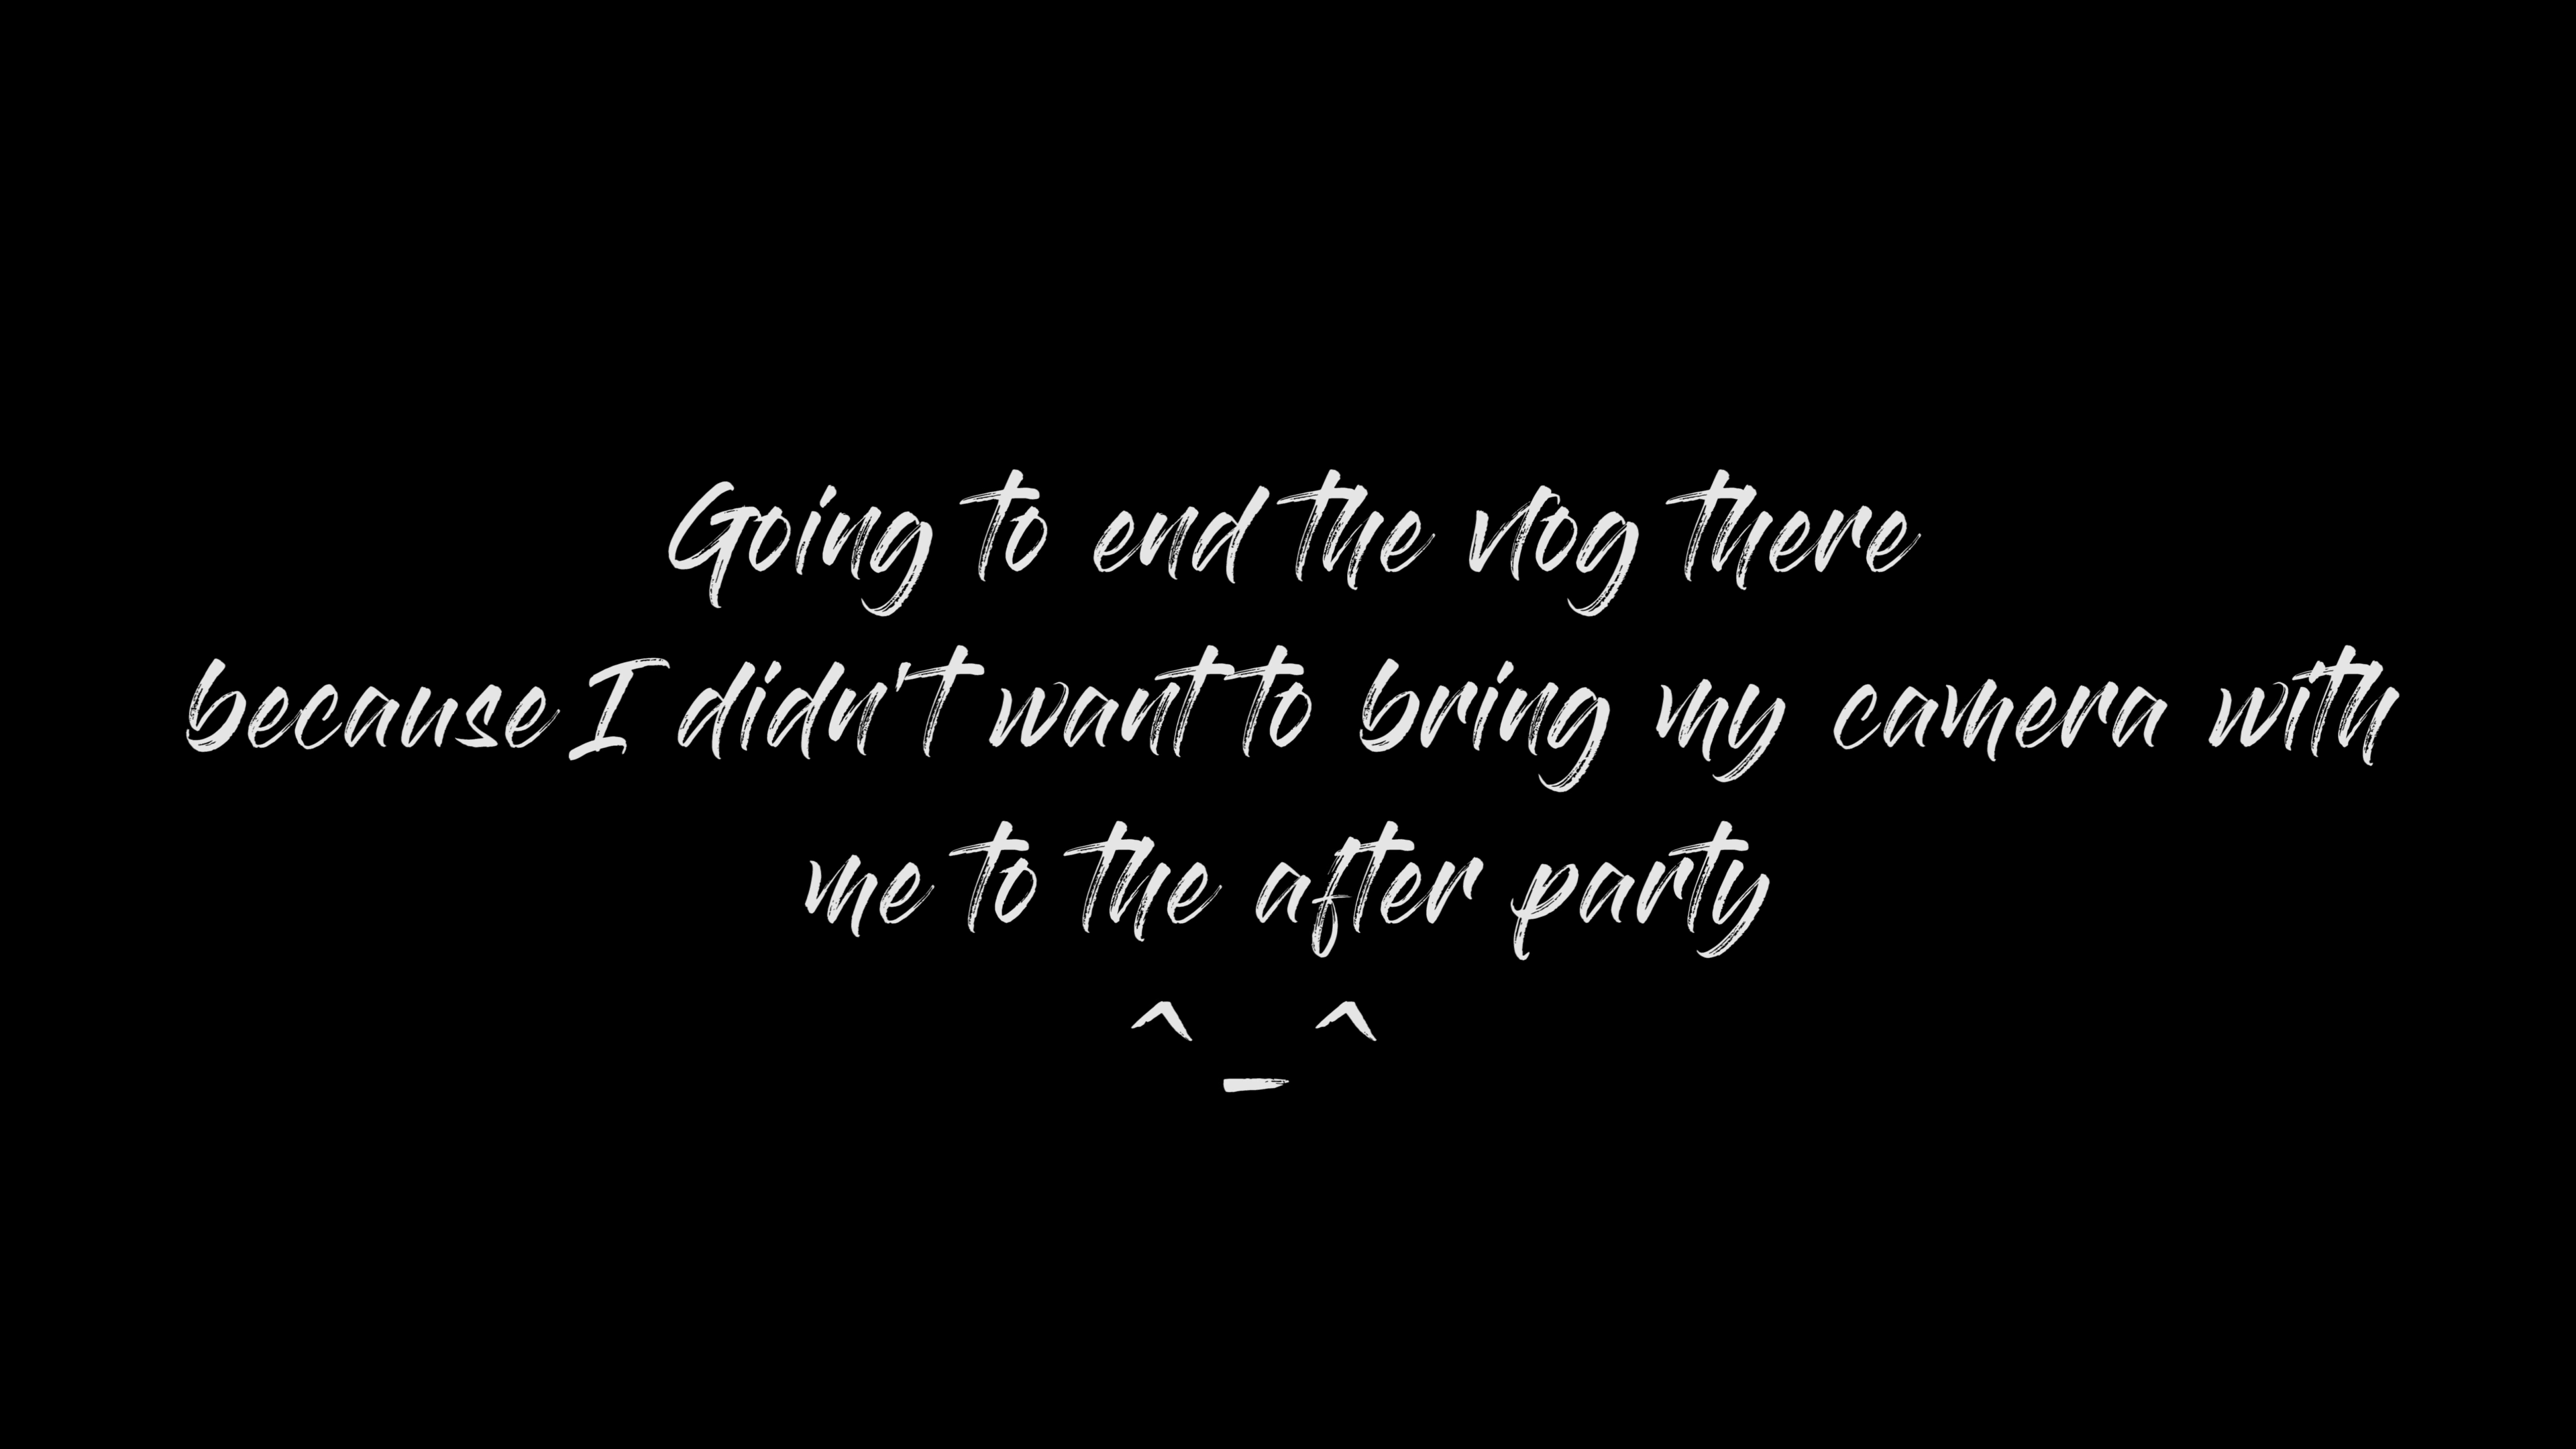 Going to end the vlog there
because I didn't want to bring my camera with
me to the after party
^_^